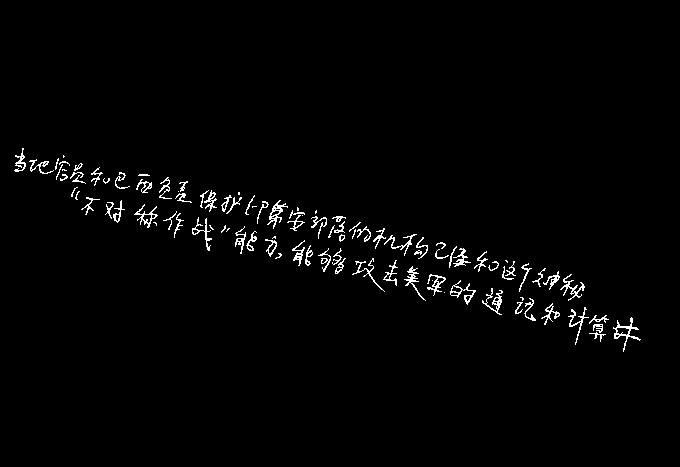 当地官员和巴西负责保护印第安部落的机构已经和这个神秘
“不对称作战”能力,能够攻击美军的通讯和计算机